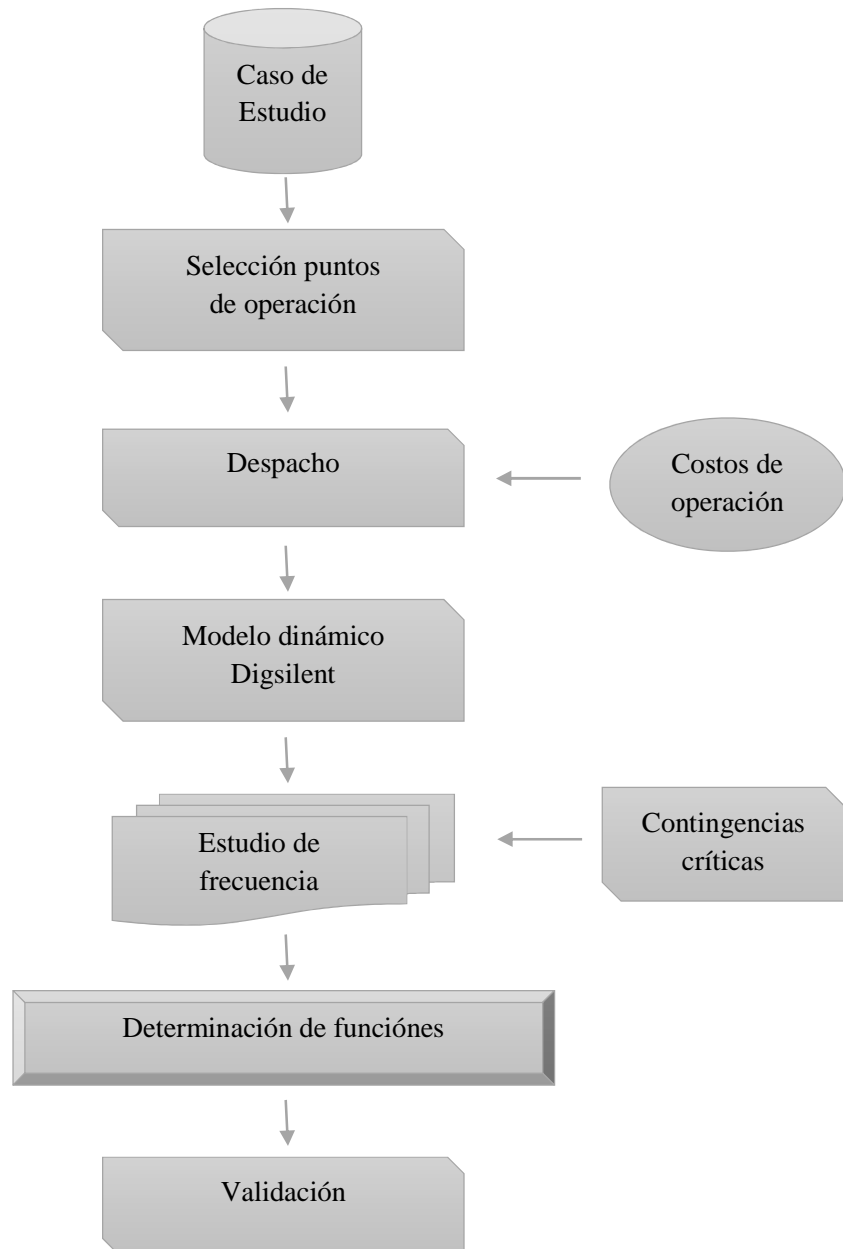 Caso de
Estudio
Selección puntos
de operación
Despacho
Costos de
operación
Modelo dinámico
Digsilent
Estudio de
frecuencia
Contingencias
críticas
Determinación de funciónes
Validación